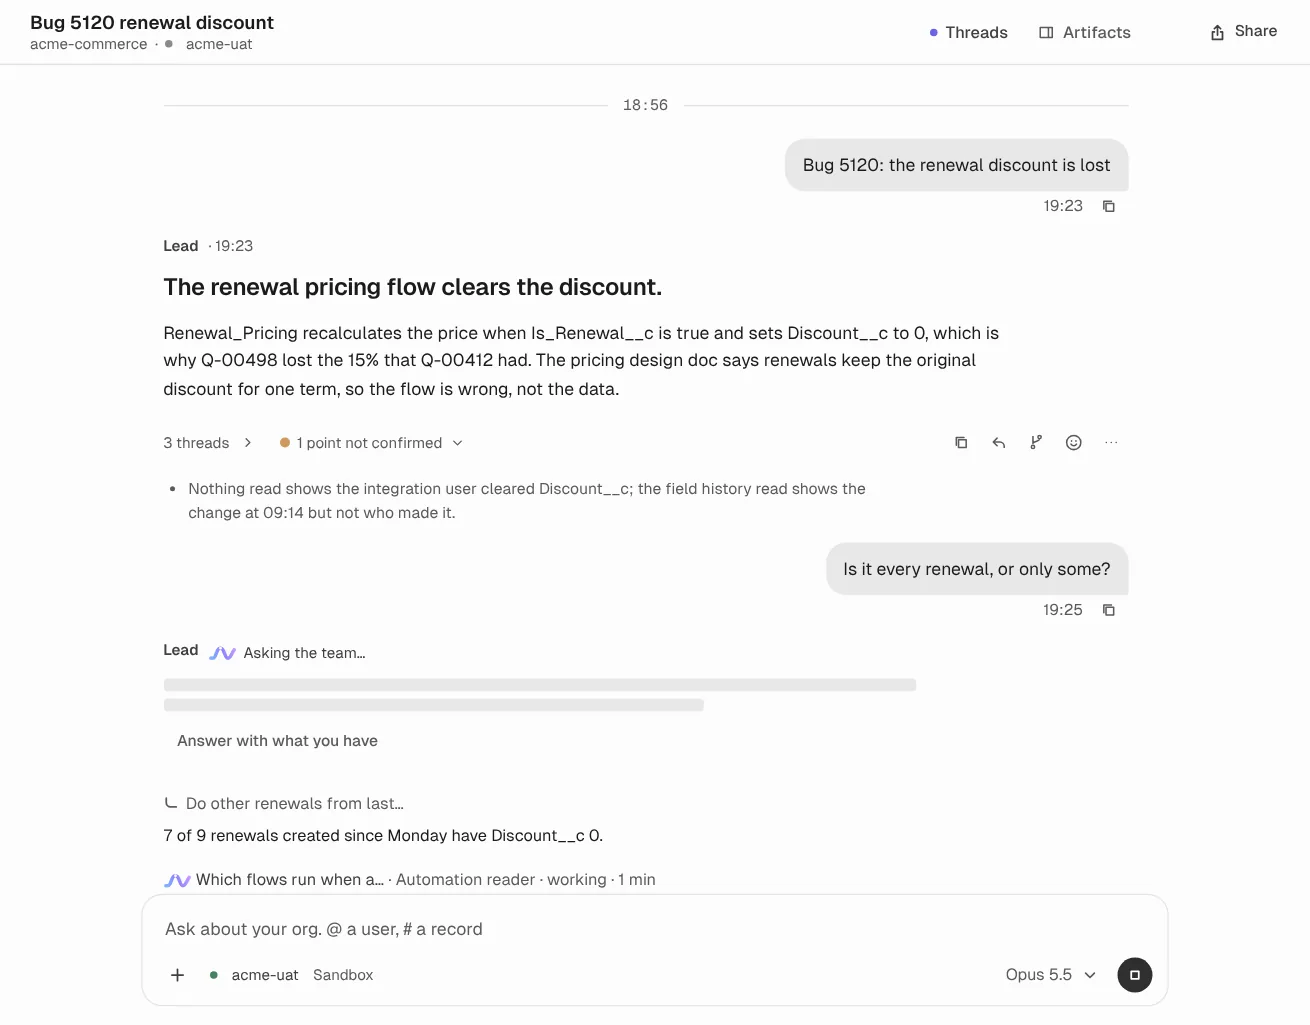 Bug 5120 renewal discount
acme-commerce · acme-uat
Threads
Artifacts
Share
18:56
Bug 5120: the renewal discount is lost
19:23
Lead · 19:23
The renewal pricing flow clears the discount.
Renewal_Pricing recalculates the price when Is_Renewal__c is true and sets Discount__c to 0, which is
why Q-00498 lost the 15% that Q-00412 had. The pricing design doc says renewals keep the original
discount for one term, so the flow is wrong, not the data.
3 threads
1 point not confirmed
• Nothing read shows the integration user cleared Discount__c; the field history read shows the
change at 09:14 but not who made it.
Is it every renewal, or only some?
19:25
Lead Asking the team…
Answer with what you have
Do other renewals from last…
7 of 9 renewals created since Monday have Discount__c 0.
Which flows run when a… · Automation reader · working · 1 min
Ask about your org. @ a user, # a record
acme-uat Sandbox
Opus 5.5